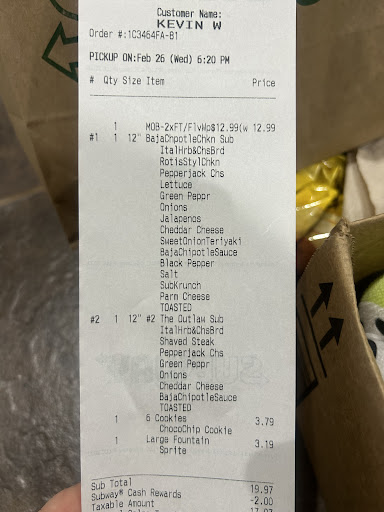 Customer Name:
KEVIN W
Order #:1C3464FA-B1
PICKUP ON:Feb 26 (Wed) 6:20 PM
# Qty Size Item Price
1 MOB-2xFT/FlvWp$12.99(w 12.99
#1 1 12" BajaChpotleChkn Sub
ItalHrb&ChsBrd
RotisStylChkn
Pepperjack Chs
Lettuce
Green Peppr
Onions
Jalapenos
Cheddar Cheese
SweetOnionTeriyaki
BajaChipotleSauce
Black Pepper
Salt
SubKrunch
Parm Cheese
TOASTED
#2 1 12" #2 The Outlaw Sub
ItalHrb&ChsBrd
Shaved Steak
Pepperjack Chs
Green Peppr
Onions
Cheddar Cheese
BajaChipotleSauce
TOASTED
1 6 Cookies 3.79
ChocoChip Cookie
1 Large Fountain 3.19
Sprite
Sub Total 19.97
Subway® Cash Rewards -2.00
Taxable Amount